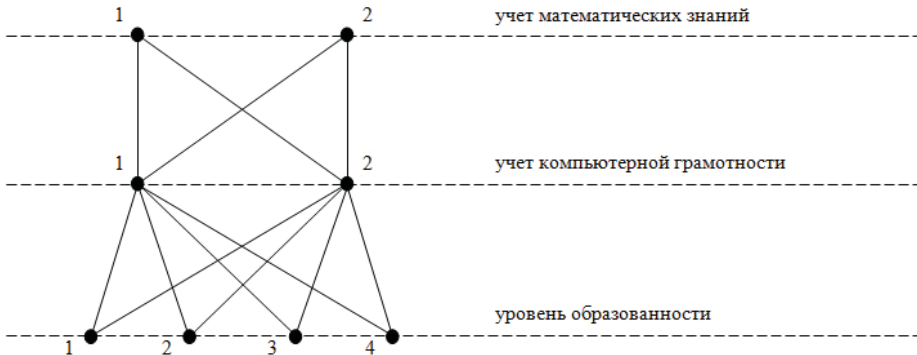 1 2 учет математических знаний
1 2 учет компьютерной грамотности
уровень образованности
1 2 3 4